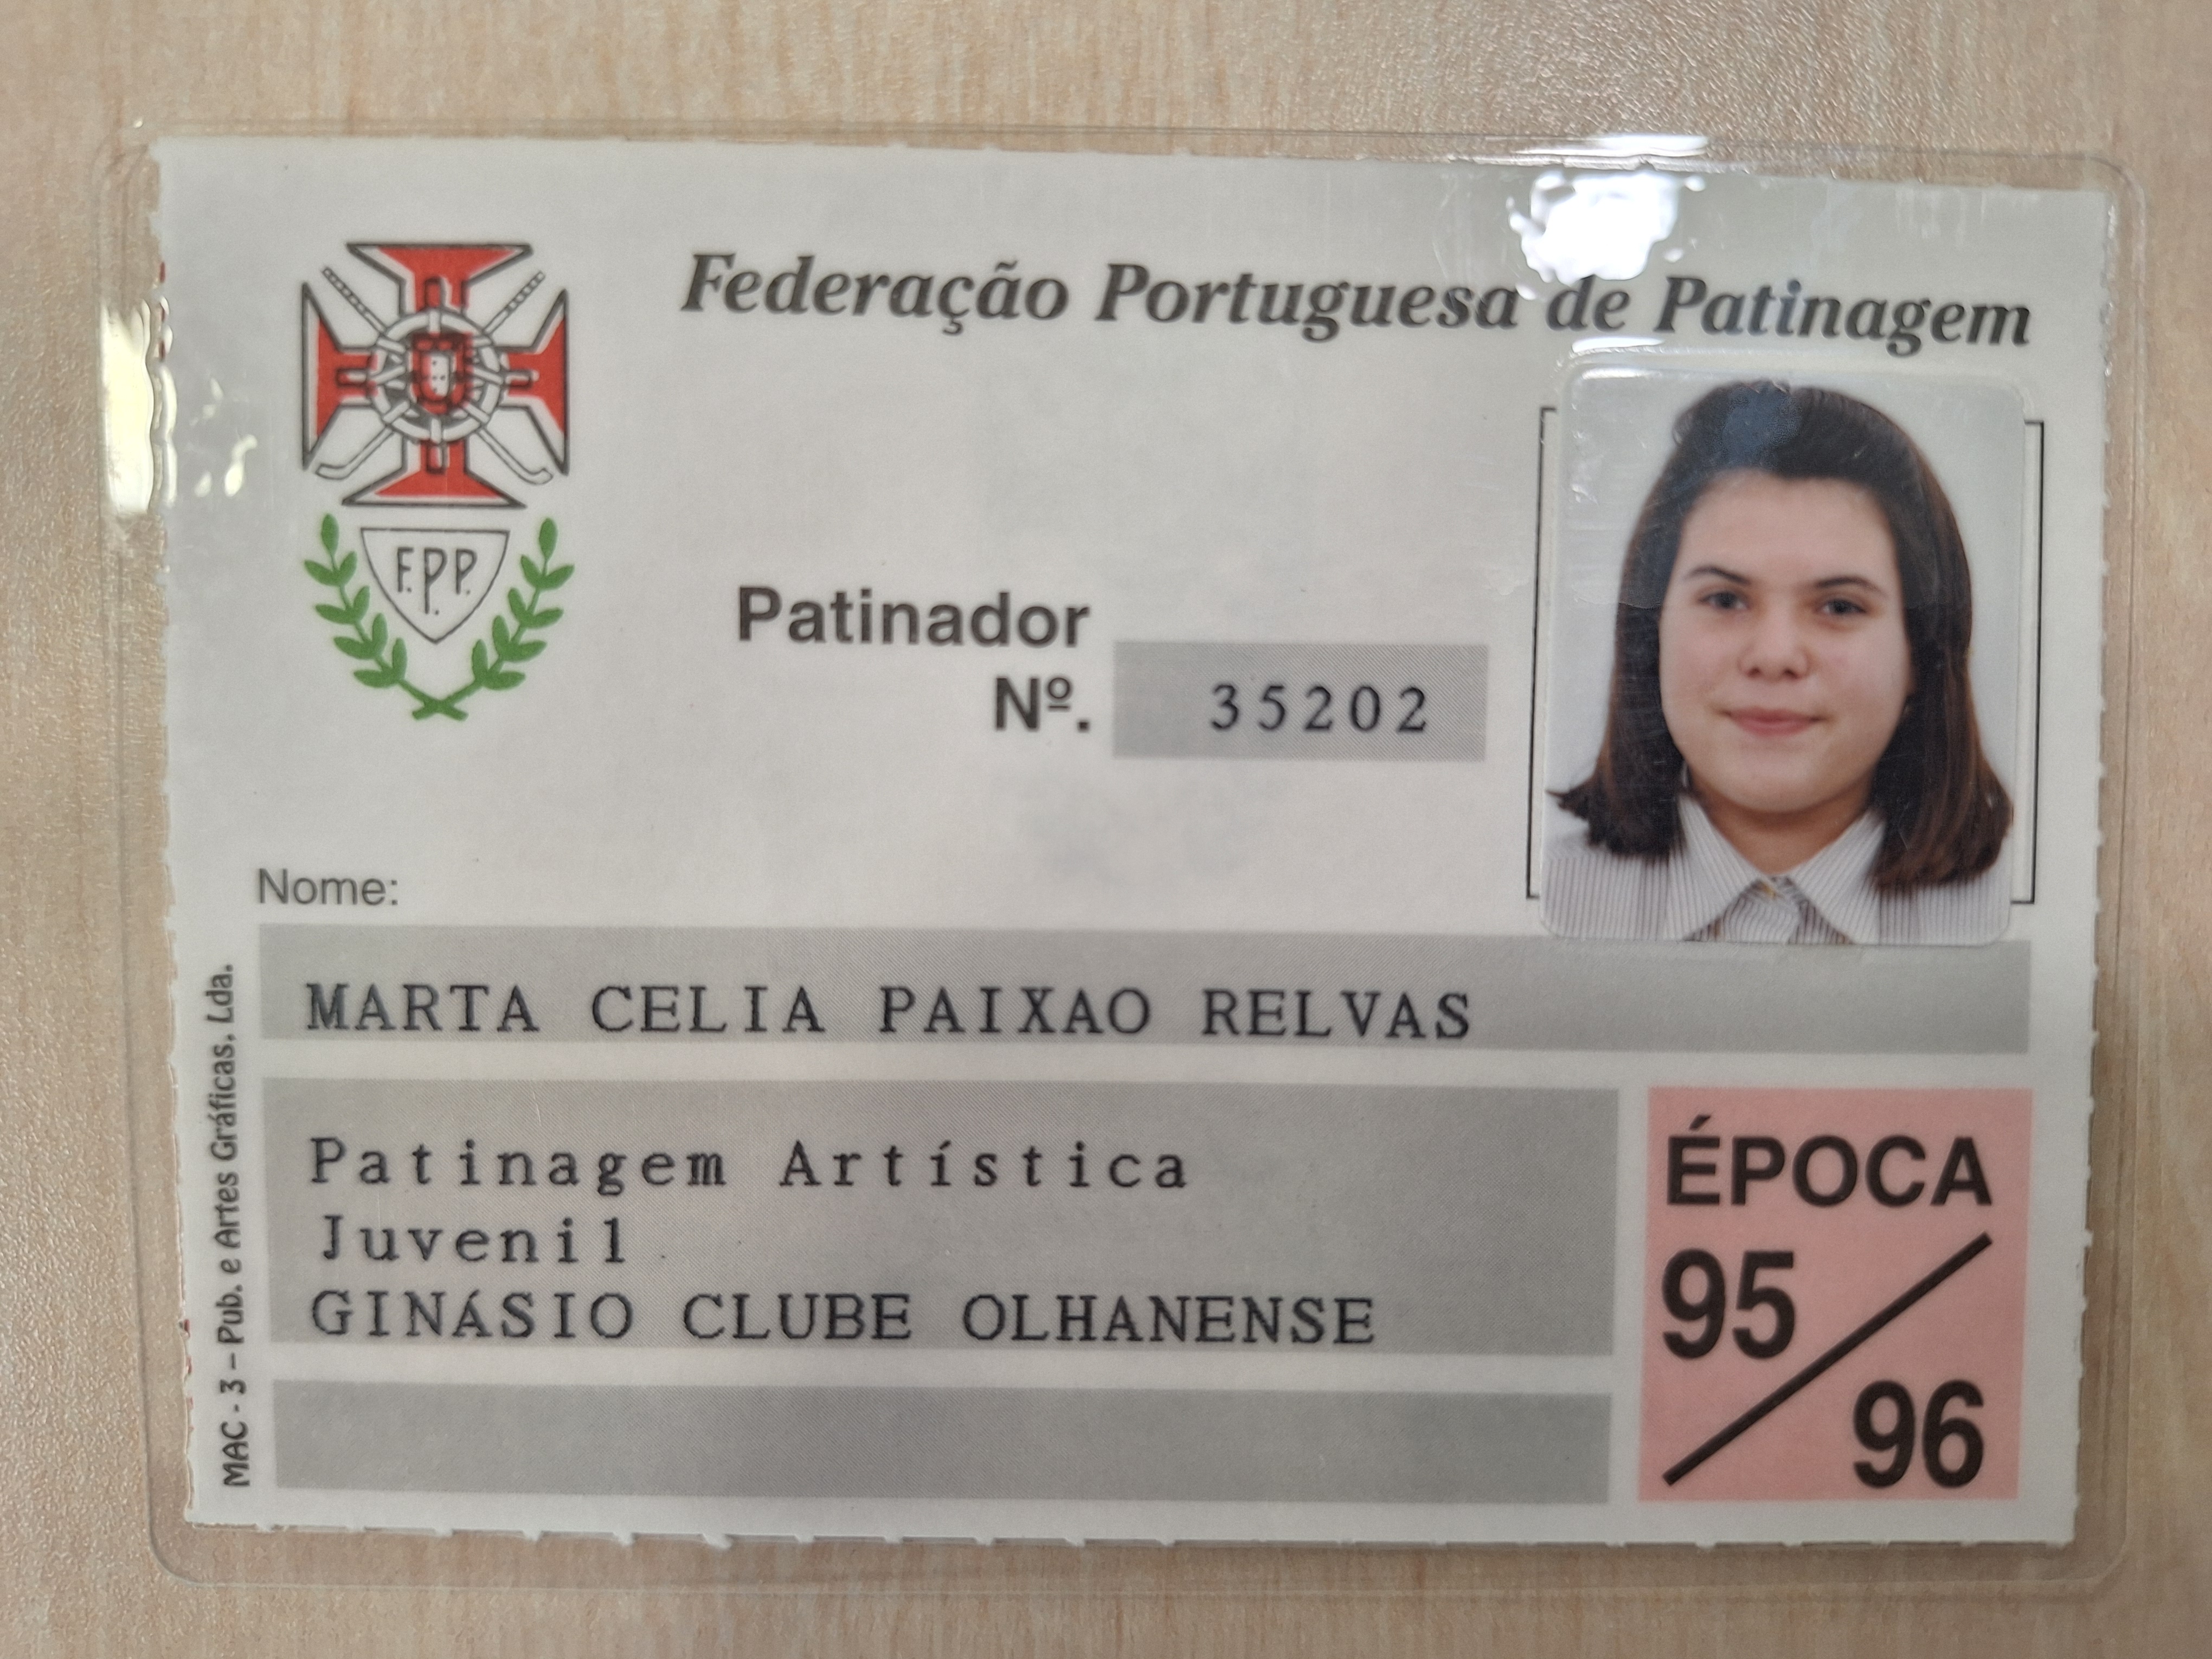 Federação Portuguesa de Patinagem
F.P.P.
Patinador
Nº. 35202
Nome:
MARTA CELIA PAIXAO RELVAS
Patinagem Artística
Juvenil
GINÁSIO CLUBE OLHANENSE
ÉPOCA
95
96
MAC - 3 – Pub. e Artes Gráficas, Lda.